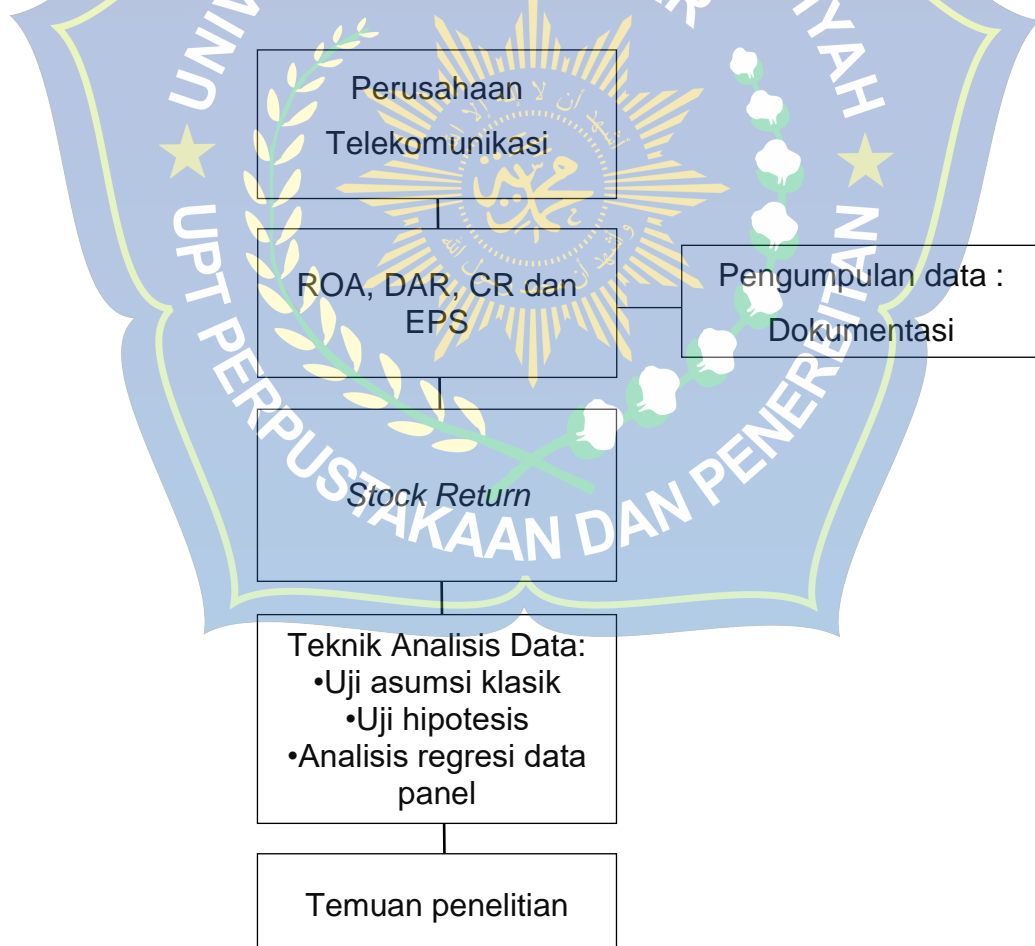 Perusahaan
Telekomunikasi
ROA, DAR, CR dan
EPS
Pengumpulan data :
Dokumentasi
Stock Return
Teknik Analisis Data:
•Uji asumsi klasik
•Uji hipotesis
•Analisis regresi data
panel
Temuan penelitian
UPT PERPUSTAKAAN DAN PENERBITAN